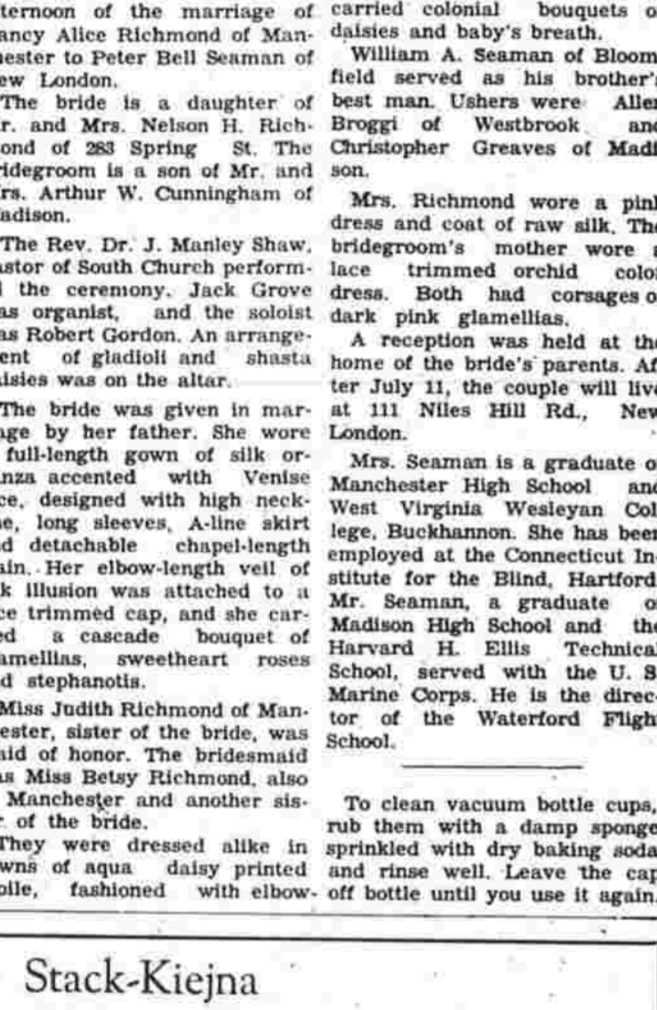 ternoon of the marriage of
ancy Alice Richmond of Man-
hester to Peter Bell Seaman of
ew London.
The bride is a daughter of
r. and Mrs. Nelson H. Rich-
ond of 283 Spring St. The
ridegroom is a son of Mr. and
rs. Arthur W. Cunningham of
adison.
The Rev. Dr. J. Manley Shaw,
astor of South Church perform-
d the ceremony. Jack Grove
as organist, and the soloist
as Robert Gordon. An arrange-
ent of gladioli and shasta
aisies was on the altar.
The bride was given in mar-
age by her father. She wore
full-length gown of silk or-
anza accented with Venise
ce, designed with high neck-
ne, long sleeves, A-line skirt
nd detachable chapel-length
ain. Her elbow-length veil of
lk illusion was attached to a
ce trimmed cap, and she car-
ed a cascade bouquet of
amellias, sweetheart roses
nd stephanotis.
Miss Judith Richmond of Man-
ester, sister of the bride, was
aid of honor. The bridesmaid
as Miss Betsy Richmond, also
Manchester and another sis-
r of the bride.
They were dressed alike in
wns of aqua daisy printed
oile, fashioned with elbow-
carried colonial bouquets o
daisies and baby's breath.
William A. Seaman of Bloom
field served as his brother's
best man. Ushers were Allen
Broggi of Westbrook and
Christopher Greaves of Madi
son.
Mrs. Richmond wore a pink
dress and coat of raw silk. The
bridegroom's mother wore a
lace trimmed orchid color
dress. Both had corsages o
dark pink glamellias.
A reception was held at the
home of the bride's parents. Af
ter July 11, the couple will live
at 111 Niles Hill Rd., New
London.
Mrs. Seaman is a graduate o
Manchester High School and
West Virginia Wesleyan Col
lege, Buckhannon. She has been
employed at the Connecticut In-
stitute for the Blind, Hartford.
Mr. Seaman, a graduate o
Madison High School and the
Harvard H. Ellis Technical
School, served with the U. S.
Marine Corps. He is the direc-
tor of the Waterford Flight
School.
To clean vacuum bottle cups,
rub them with a damp sponge
sprinkled with dry baking soda
and rinse well. Leave the cap
off bottle until you use it again.
Stack-Kiejna